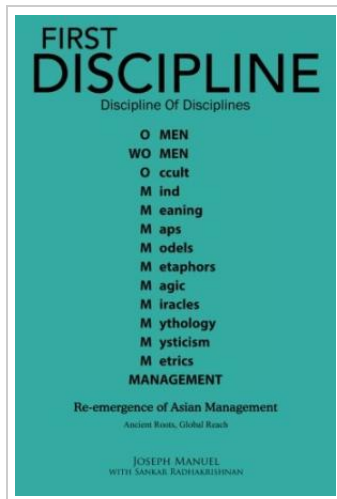 FIRST
DISCIPLINE
Discipline Of Disciplines
O MEN
WO MEN
O ccult
M ind
M eaning
M aps
M odels
M etaphors
M agic
M iracles
M ythology
M ysticism
M etrics
MANAGEMENT
Re-emergence of Asian Management
Ancient Roots, Global Reach
JOSEPH MANUEL
WITH SANKAR RADHAKRISHNAN